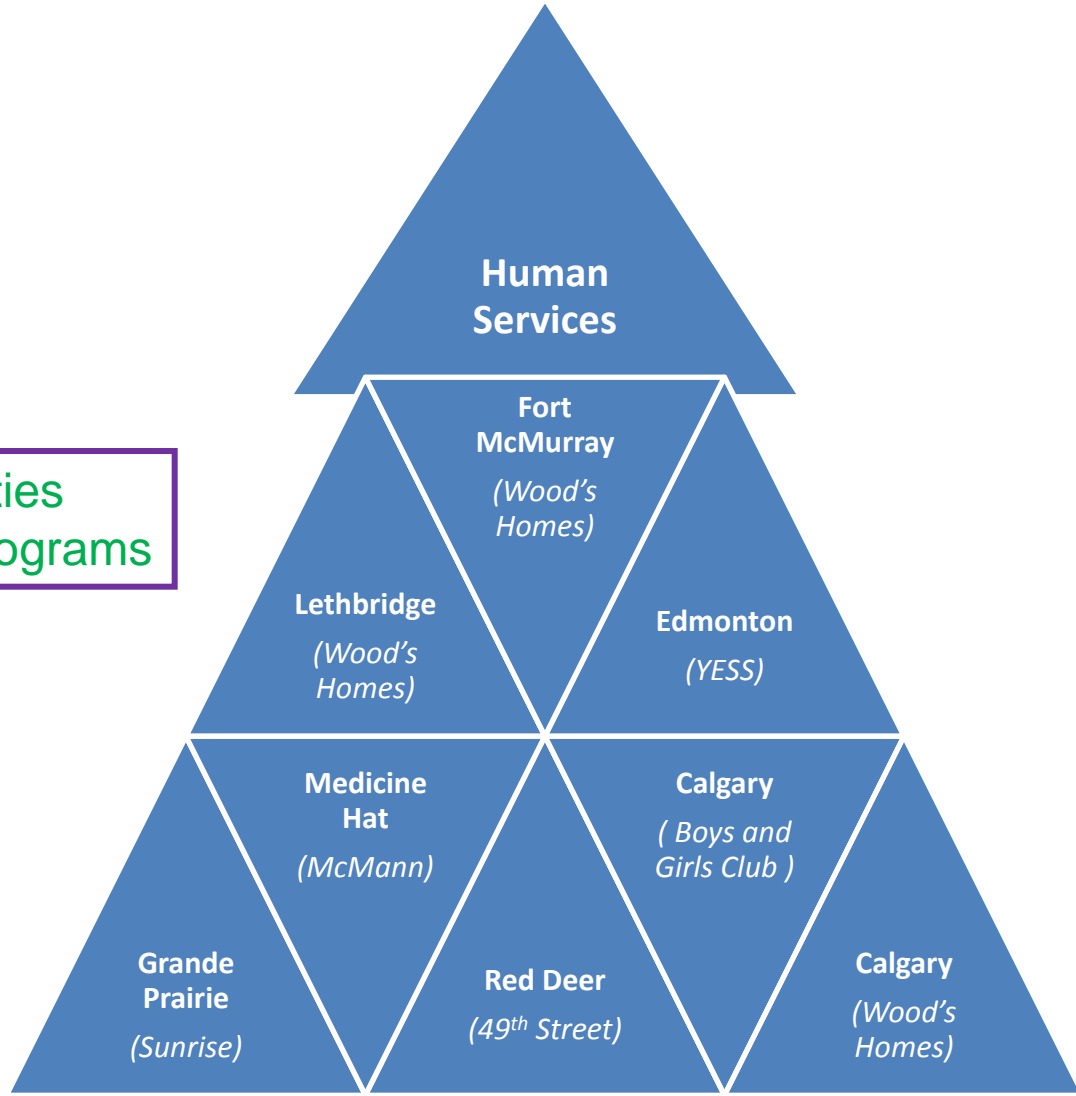 Human
Services
Fort
McMurray
(Wood's
Homes)
ties
ograms
Lethbridge
(Wood's
Homes)
Edmonton
(YESS)
Medicine
Hat
(McMann)
Calgary
( Boys and
Girls Club )
Grande
Prairie
(Sunrise)
Red Deer
(49th Street)
Calgary
(Wood's
Homes)